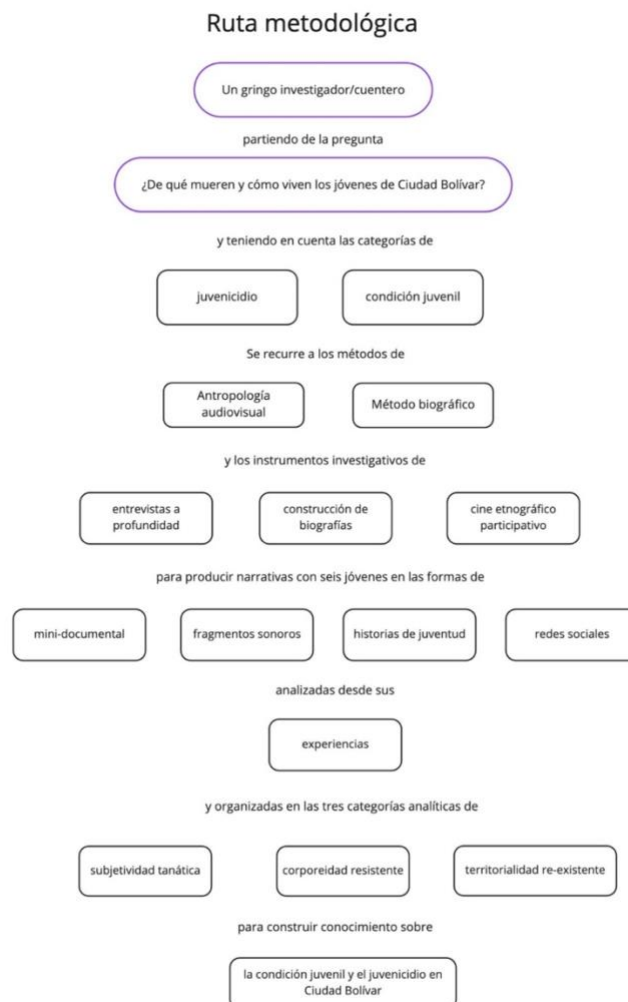 Ruta metodológica
Un gringo investigador/cuentero
partiendo de la pregunta
¿De qué mueren y cómo viven los jóvenes de Ciudad Bolívar?
y teniendo en cuenta las categorías de
juvenicidio
condición juvenil
Se recurre a los métodos de
Antropología
audiovisual
Método biográfico
y los instrumentos investigativos de
entrevistas a
profundidad
construcción de
biografías
cine etnográfico
participativo
para producir narrativas con seis jóvenes en las formas de
mini-documental
fragmentos sonoros
historias de juventud
redes sociales
analizadas desde sus
experiencias
y organizadas en las tres categorías analíticas de
subjetividad tanática
corporeidad resistente
territorialidad re-existente
para construir conocimiento sobre
la condición juvenil y el juvenicidio en
Ciudad Bolívar